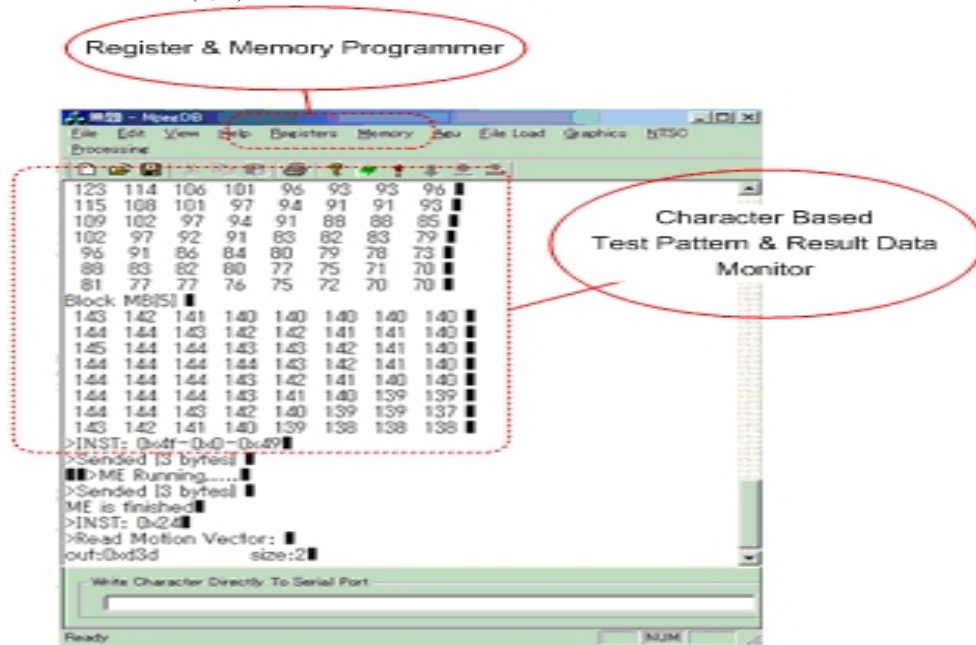 Register & Memory Programmer
- MpegDB
File Edit View Help Registers Memory File Load Graphics NTSC
Processing
123 114 106 101 96 93 93 96
115 108 101 97 94 91 91 93
109 102 97 94 91 88 88 85
102 97 92 91 83 82 83 79
96 91 86 84 80 79 78 73
88 83 82 80 77 75 71 70
81 77 77 76 75 72 70 70
Block MB[5]
143 142 141 140 140 140 140 140
144 144 143 142 142 141 141 140
145 144 144 143 143 142 141 140
144 144 144 144 143 142 141 140
144 144 144 143 142 141 140 140
144 144 144 143 141 140 139 139
144 144 143 142 140 139 139 137
143 142 141 140 139 138 138 138
>INST: 0x4f-0x0-0x49
>Sended [3 bytes]
>ME Running......
>Sended [3 bytes]
ME is finished
>INST: 0x24
>Read Motion Vector:
out:0xd3d size:2
Character Based
Test Pattern & Result Data
Monitor
Write Character Directly To Serial Port
Ready NUM